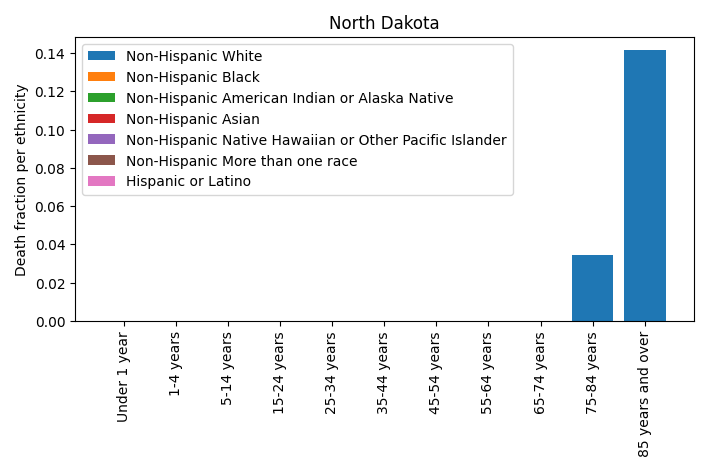 North Dakota
Death fraction per ethnicity
0.14
0.12
0.10
0.08
0.06
0.04
0.02
0.00
Non-Hispanic White
Non-Hispanic Black
Non-Hispanic American Indian or Alaska Native
Non-Hispanic Asian
Non-Hispanic Native Hawaiian or Other Pacific Islander
Non-Hispanic More than one race
Hispanic or Latino
Under 1 year
1-4 years
5-14 years
15-24 years
25-34 years
35-44 years
45-54 years
55-64 years
65-74 years
75-84 years
85 years and over